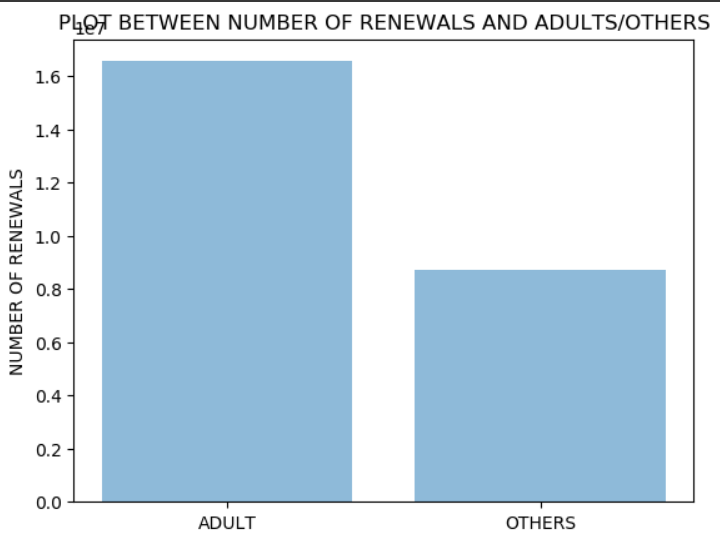 PLOT BETWEEN NUMBER OF RENEWALS AND ADULTS/OTHERS
1e7
1.6
1.4
1.2
1.0
0.8
0.6
0.4
0.2
0.0
NUMBER OF RENEWALS
ADULT
OTHERS